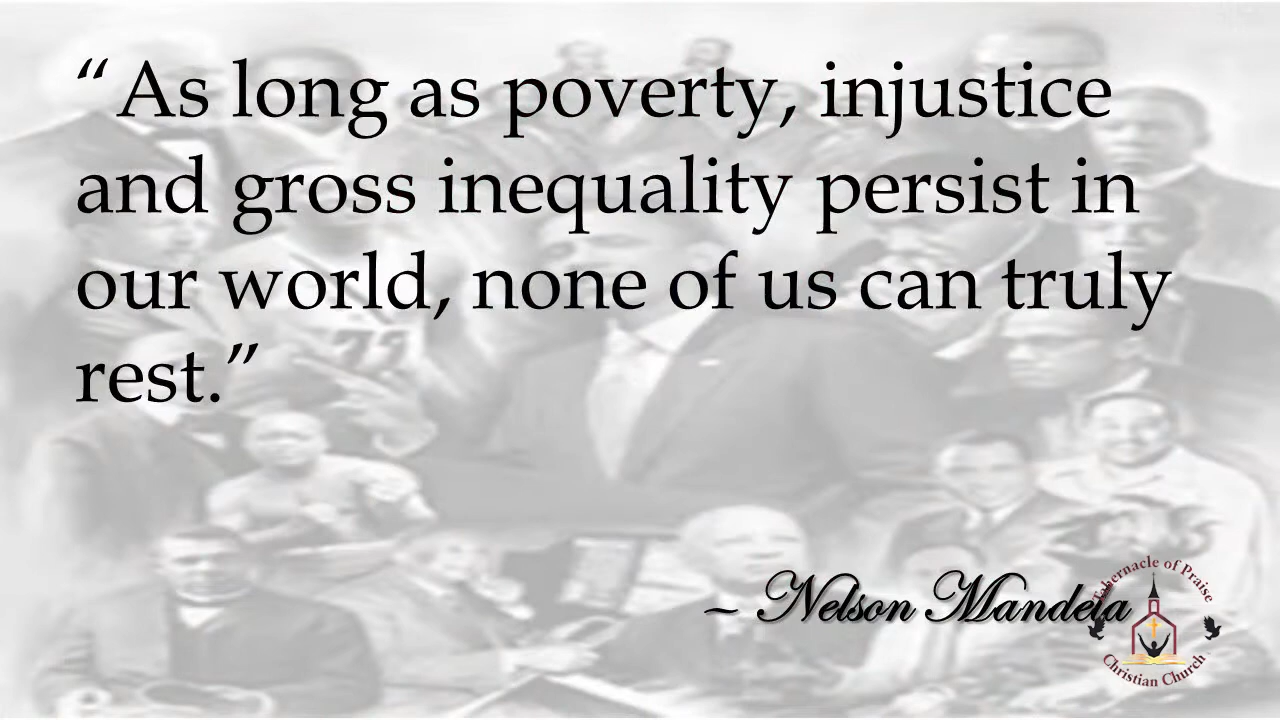 “As long as poverty, injustice
and gross inequality persist in
our world, none of us can truly
rest.”
~ Nelson Mandela
Tabernacle of Praise
Christian Church